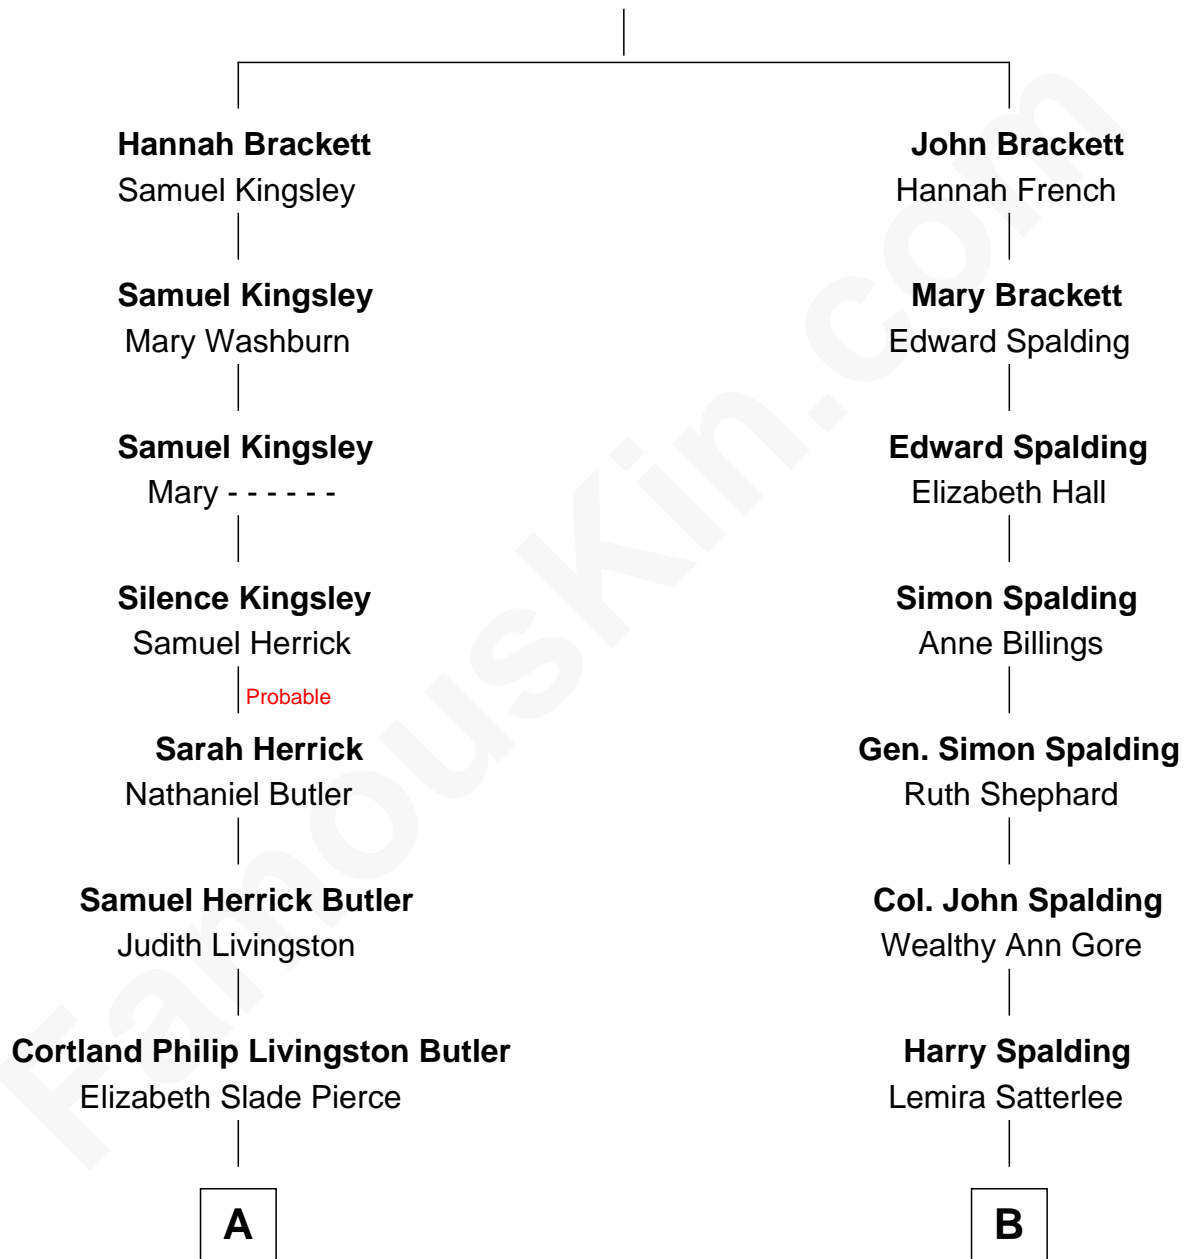 Hannah Brackett
Samuel Kingsley
Samuel Kingsley
Mary Washburn
Samuel Kingsley
Mary - - - - - -
Silence Kingsley
Samuel Herrick
Probable
Sarah Herrick
Nathaniel Butler
Samuel Herrick Butler
Judith Livingston
Cortland Philip Livingston Butler
Elizabeth Slade Pierce
A
John Brackett
Hannah French
Mary Brackett
Edward Spalding
Edward Spalding
Elizabeth Hall
Simon Spalding
Anne Billings
Gen. Simon Spalding
Ruth Shephard
Col. John Spalding
Wealthy Ann Gore
Harry Spalding
Lemira Satterlee
B
FamousKin.com